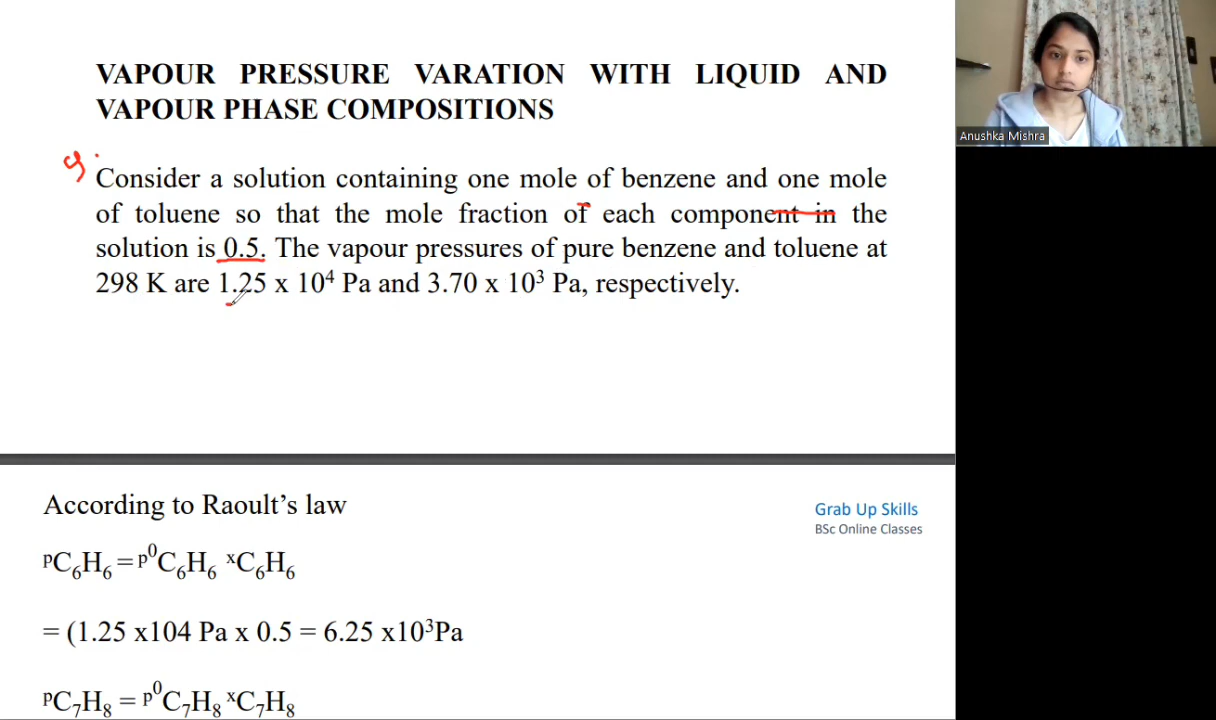 VAPOUR PRESSURE VARATION WITH LIQUID AND
VAPOUR PHASE COMPOSITIONS
Consider a solution containing one mole of benzene and one mole
of toluene so that the mole fraction of each component in the
solution is 0.5. The vapour pressures of pure benzene and toluene at
298 K are 1.25 x 10⁴ Pa and 3.70 x 10³ Pa, respectively.
Anushka Mishra
According to Raoult’s law
Grab Up Skills
BSc Online Classes
ᵖC₆H₆ = ᵖ⁰C₆H₆ ˣC₆H₆
= (1.25 x104 Pa x 0.5 = 6.25 x10³Pa
ᵖC₇H₈ = ᵖ⁰C₇H₈ ˣC₇H₈